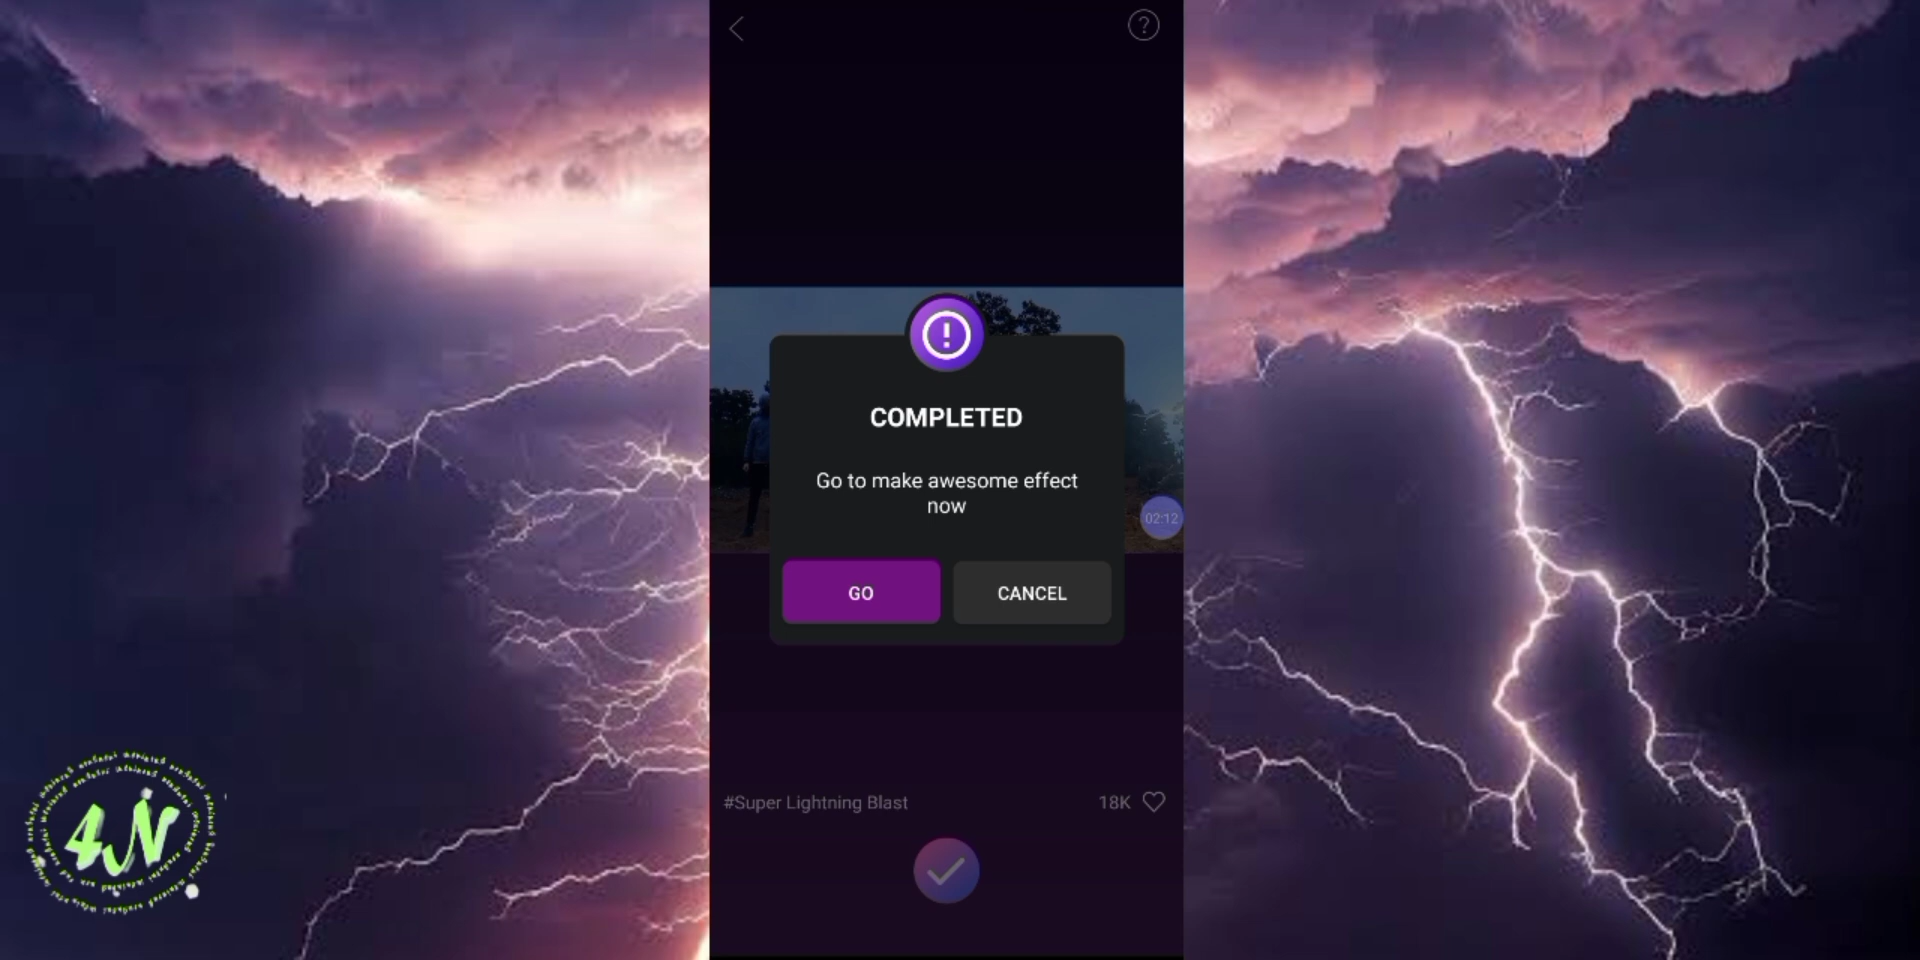 ?
COMPLETED
Go to make awesome effect
now
02:12
GO
CANCEL
#Super Lightning Blast
18K
4N